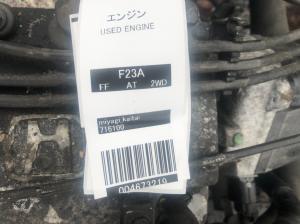 エンジン
USED ENGINE
F23A
FF AT 2WD
miyagi kaitai
716109
004673219